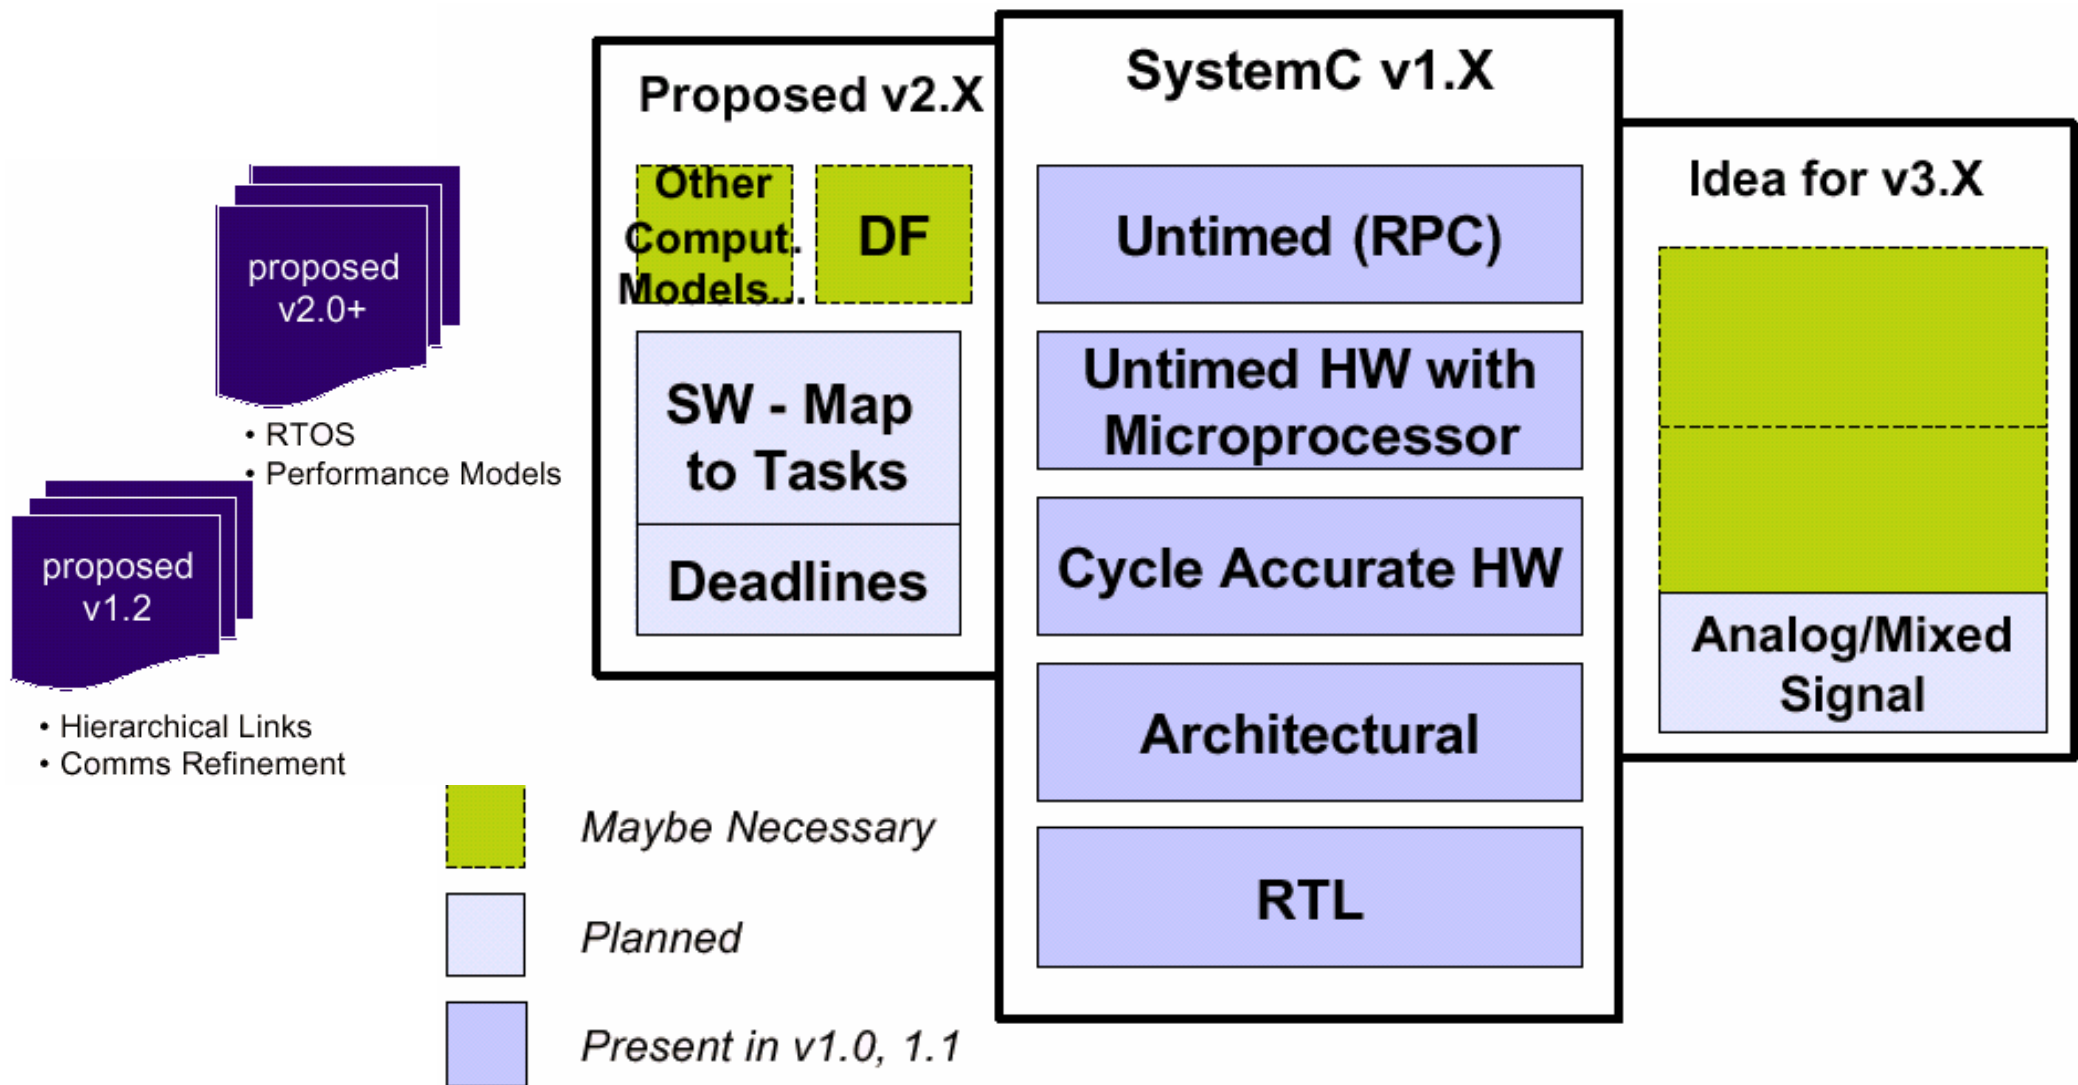 proposed
v2.0+
• RTOS
• Performance Models
proposed
v1.2
• Hierarchical Links
• Comms Refinement
Proposed v2.X
Other
Comput.
Models...
DF
SW - Map
to Tasks
Deadlines
SystemC v1.X
Untimed (RPC)
Untimed HW with
Microprocessor
Cycle Accurate HW
Architectural
RTL
Idea for v3.X
Analog/Mixed
Signal
Maybe Necessary
Planned
Present in v1.0, 1.1